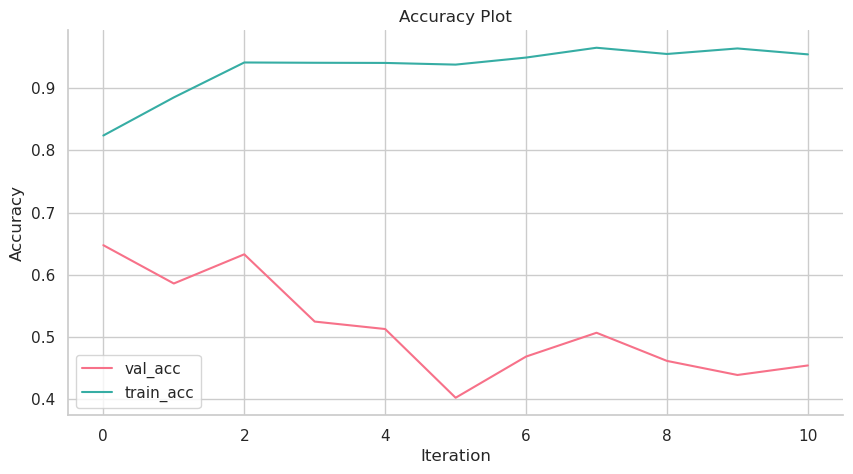 Accuracy Plot
Accuracy
0.9
0.8
0.7
0.6
0.5
0.4
val_acc
train_acc
0 2 4 6 8 10
Iteration